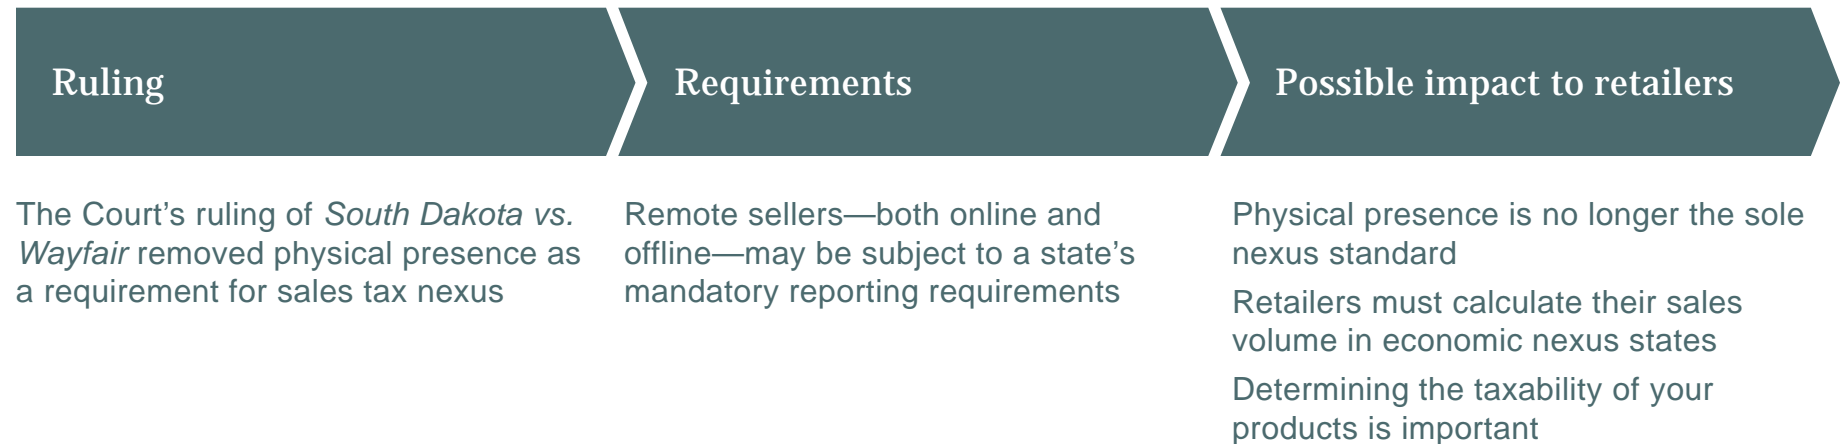 Ruling
Requirements
Possible impact to retailers
The Court’s ruling of South Dakota vs.
Wayfair removed physical presence as
a requirement for sales tax nexus
Remote sellers—both online and
offline—may be subject to a state’s
mandatory reporting requirements
Physical presence is no longer the sole
nexus standard
Retailers must calculate their sales
volume in economic nexus states
Determining the taxability of your
products is important